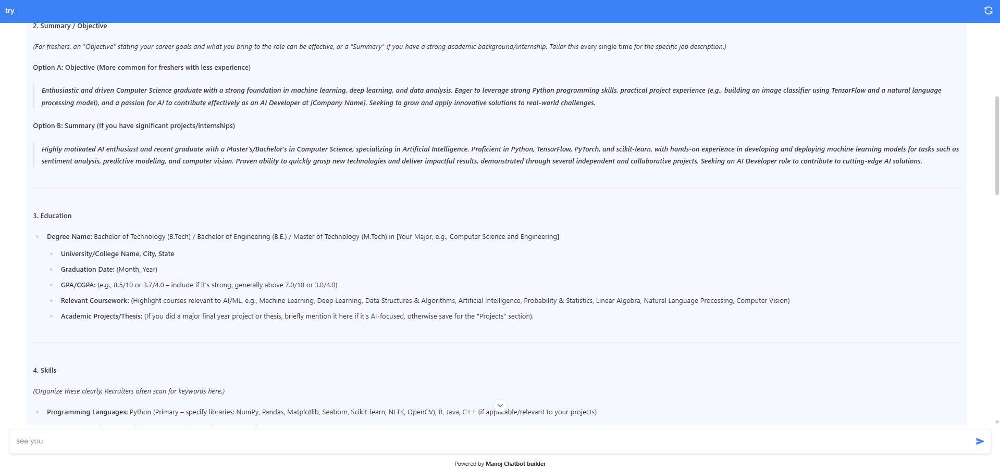 try
2. Summary / Objective
(For freshers, an "Objective" stating your career goals and what you bring to the role can be effective, or a "Summary" if you have a strong academic background/internship. Tailor this every single time for the specific job description.)
Option A: Objective (More common for freshers with less experience)
Enthusiastic and driven Computer Science graduate with a strong foundation in machine learning, deep learning, and data analysis. Eager to leverage strong Python programming skills, practical project experience (e.g., building an image classifier using TensorFlow and a natural language
processing model), and a passion for AI to contribute effectively as an AI Developer at [Company Name]. Seeking to grow and apply innovative solutions to real-world challenges.
Option B: Summary (If you have significant projects/internships)
Highly motivated AI enthusiast and recent graduate with a Master's/Bachelor's in Computer Science, specializing in Artificial Intelligence. Proficient in Python, TensorFlow, PyTorch, and scikit-learn, with hands-on experience in developing and deploying machine learning models for tasks such as
sentiment analysis, predictive modeling, and computer vision. Proven ability to quickly grasp new technologies and deliver impactful results, demonstrated through several independent and collaborative projects. Seeking an AI Developer role to contribute to cutting-edge AI solutions.
3. Education
Degree Name: Bachelor of Technology (B.Tech) / Bachelor of Engineering (B.E.) / Master of Technology (M.Tech) in [Your Major, e.g., Computer Science and Engineering]
University/College Name, City, State
Graduation Date: (Month, Year)
GPA/CGPA: (e.g., 8.5/10 or 3.7/4.0 – include if it's strong, generally above 7.0/10 or 3.0/4.0)
Relevant Coursework: (Highlight courses relevant to AI/ML, e.g., Machine Learning, Deep Learning, Data Structures & Algorithms, Artificial Intelligence, Probability & Statistics, Linear Algebra, Natural Language Processing, Computer Vision)
Academic Projects/Thesis: (If you did a major final year project or thesis, briefly mention it here if it's AI-focused, otherwise save for the "Projects" section).
4. Skills
(Organize these clearly. Recruiters often scan for keywords here.)
Programming Languages: Python (Primary – specify libraries: NumPy, Pandas, Matplotlib, Seaborn, Scikit-learn, NLTK, OpenCV), R, Java, C++ (if applicable/relevant to your projects)
see you
Powered by Manoj Chatbot builder